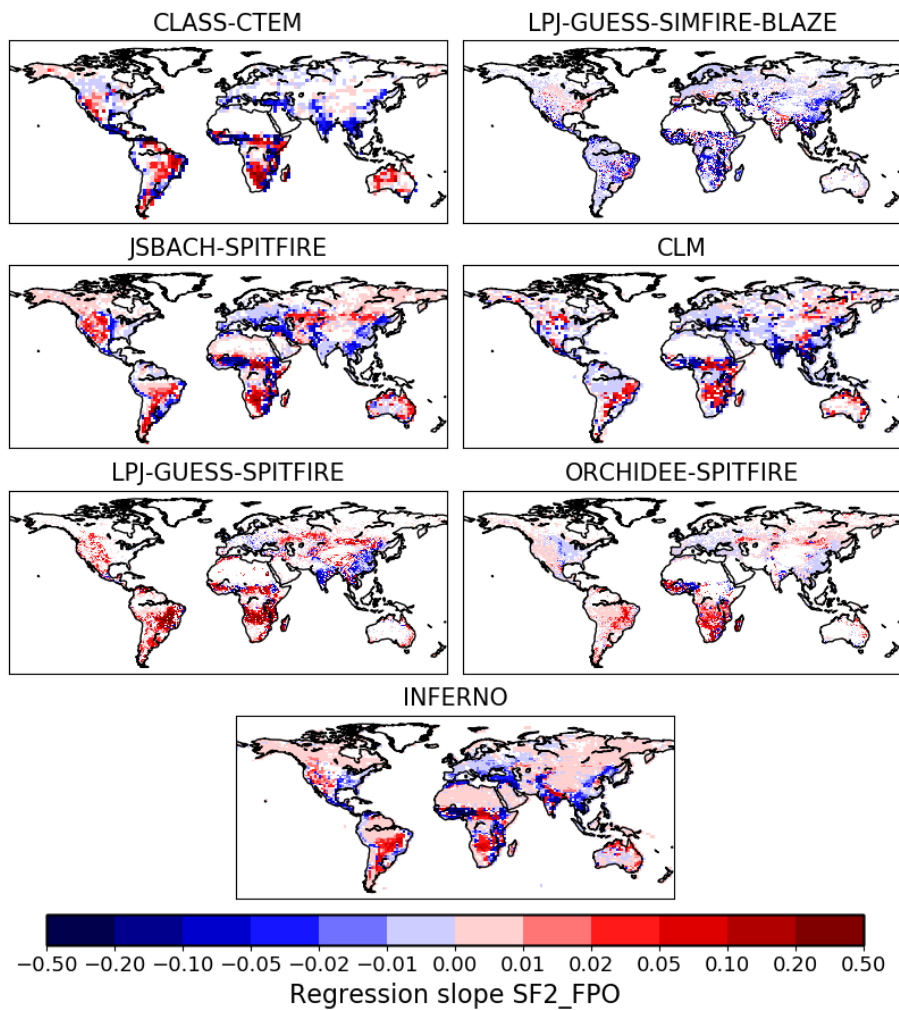 CLASS-CTEM
LPJ-GUESS-SIMFIRE-BLAZE
JSBACH-SPITFIRE
CLM
LPJ-GUESS-SPITFIRE
ORCHIDEE-SPITFIRE
INFERNO
−0.50 −0.20 −0.10 −0.05 −0.02 −0.01 0.00 0.01 0.02 0.05 0.10 0.20 0.50
Regression slope SF2_FPO